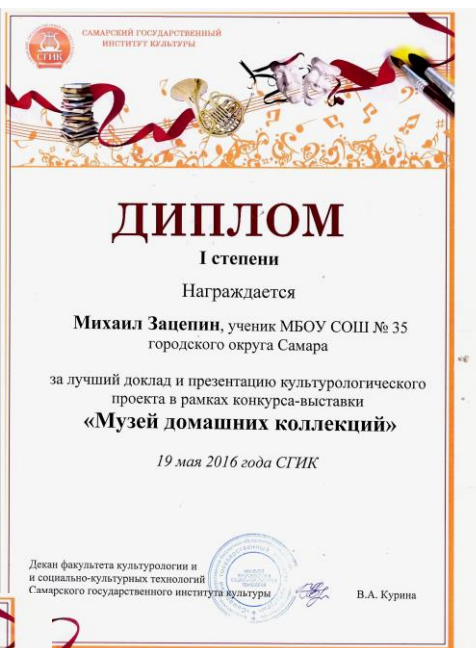 САМАРСКИЙ ГОСУДАРСТВЕННЫЙ
ИНСТИТУТ КУЛЬТУРЫ
СГИК
ДИПЛОМ
I степени
Награждается
Михаил Зацепин, ученик МБОУ СОШ № 35
городского округа Самара
за лучший доклад и презентацию культурологического
проекта в рамках конкурса-выставки
«Музей домашних коллекций»
19 мая 2016 года СГИК
Декан факультета культурологии и
и социально-культурных технологий
Самарского государственного института культуры
В.А. Курина